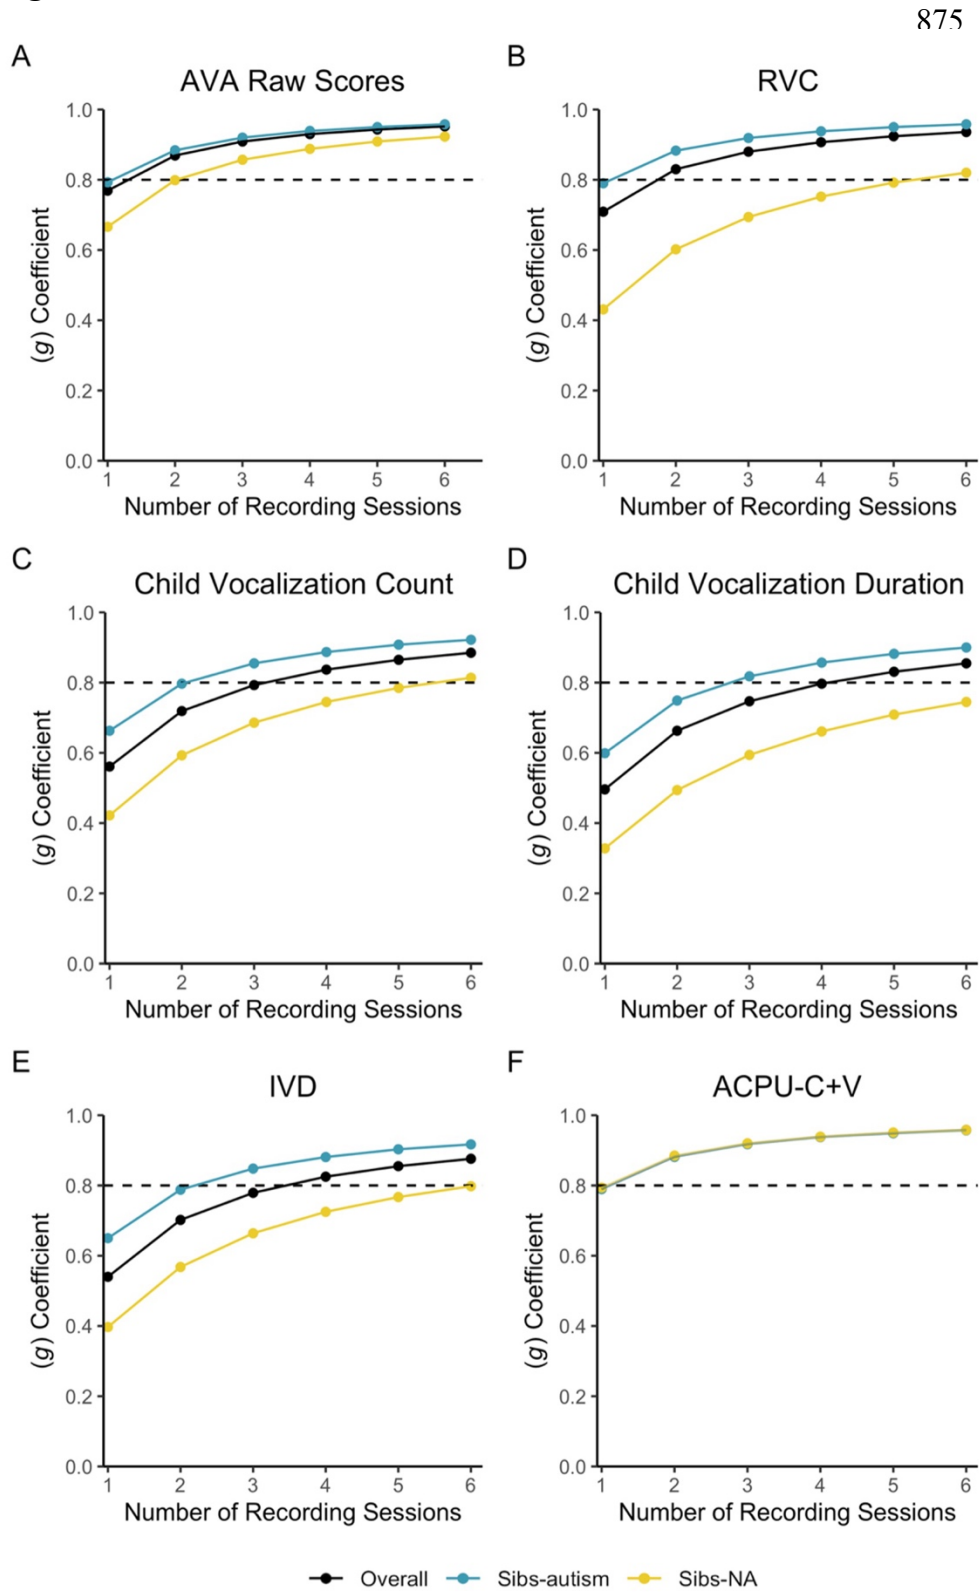 875
A
AVA Raw Scores
1.0
0.8
0.6
0.4
0.2
0.0
(g) Coefficient
1 2 3 4 5 6
Number of Recording Sessions
B
RVC
1.0
0.8
0.6
0.4
0.2
0.0
(g) Coefficient
1 2 3 4 5 6
Number of Recording Sessions
C
Child Vocalization Count
1.0
0.8
0.6
0.4
0.2
0.0
(g) Coefficient
1 2 3 4 5 6
Number of Recording Sessions
D
Child Vocalization Duration
1.0
0.8
0.6
0.4
0.2
0.0
(g) Coefficient
1 2 3 4 5 6
Number of Recording Sessions
E
IVD
1.0
0.8
0.6
0.4
0.2
0.0
(g) Coefficient
1 2 3 4 5 6
Number of Recording Sessions
F
ACPU-C+V
1.0
0.8
0.6
0.4
0.2
0.0
(g) Coefficient
1 2 3 4 5 6
Number of Recording Sessions
Overall Sibs-autism Sibs-NA